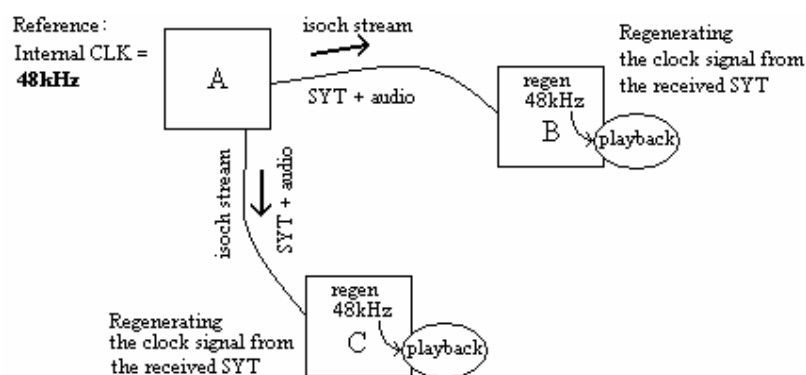 Reference:
Internal CLK =
48kHz
A
isoch stream
SYT + audio
Regenerating
the clock signal from
the received SYT
regen
48kHz
B
playback
isoch stream
SYT + audio
Regenerating
the clock signal from
the received SYT
regen
48kHz
C
playback